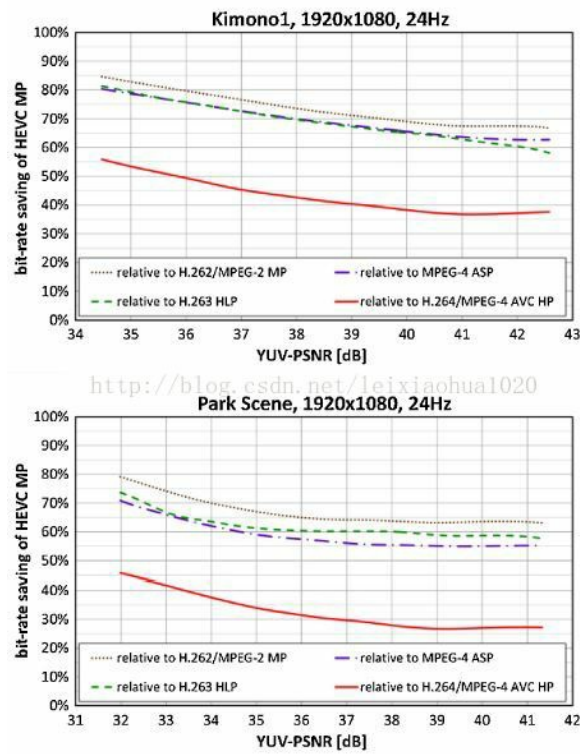 Kimono1, 1920x1080, 24Hz
100%
90%
80%
70%
60%
50%
40%
30%
20%
10%
0%
bit-rate saving of HEVC MP
relative to H.262/MPEG-2 MP
relative to MPEG-4 ASP
relative to H.263 HLP
relative to H.264/MPEG-4 AVC HP
34 35 36 37 38 39 40 41 42 43
YUV-PSNR [dB]
http://blog.csdn.net/leixiaohua1020
Park Scene, 1920x1080, 24Hz
100%
90%
80%
70%
60%
50%
40%
30%
20%
10%
0%
bit-rate saving of HEVC MP
relative to H.262/MPEG-2 MP
relative to MPEG-4 ASP
relative to H.263 HLP
relative to H.264/MPEG-4 AVC HP
31 32 33 34 35 36 37 38 39 40 41 42
YUV-PSNR [dB]